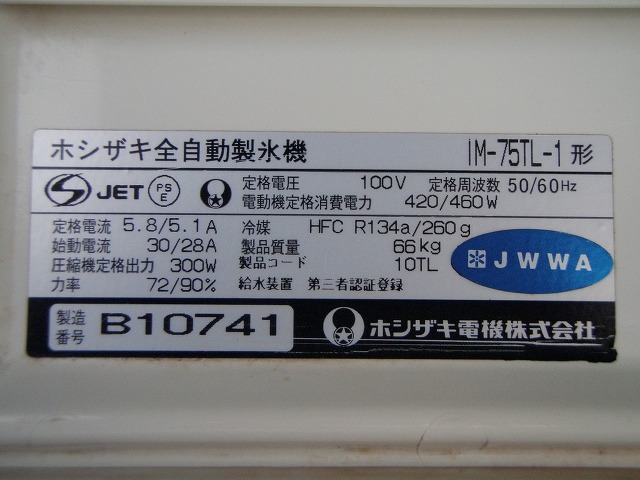 ホシザキ全自動製氷機 IM-75TL-1形
S JET PS E 定格電圧 100V 定格周波数 50/60Hz
電動機定格消費電力 420/460W
定格電流 5.8/5.1A 冷媒 HFC R134a/260g
始動電流 30/28A 製品質量 66kg
圧縮機定格出力 300W 製品コード 10TL
力率 72/90% 給水装置 第三者認証登録
JWWA
製造番号 B10741 ホシザキ電機株式会社